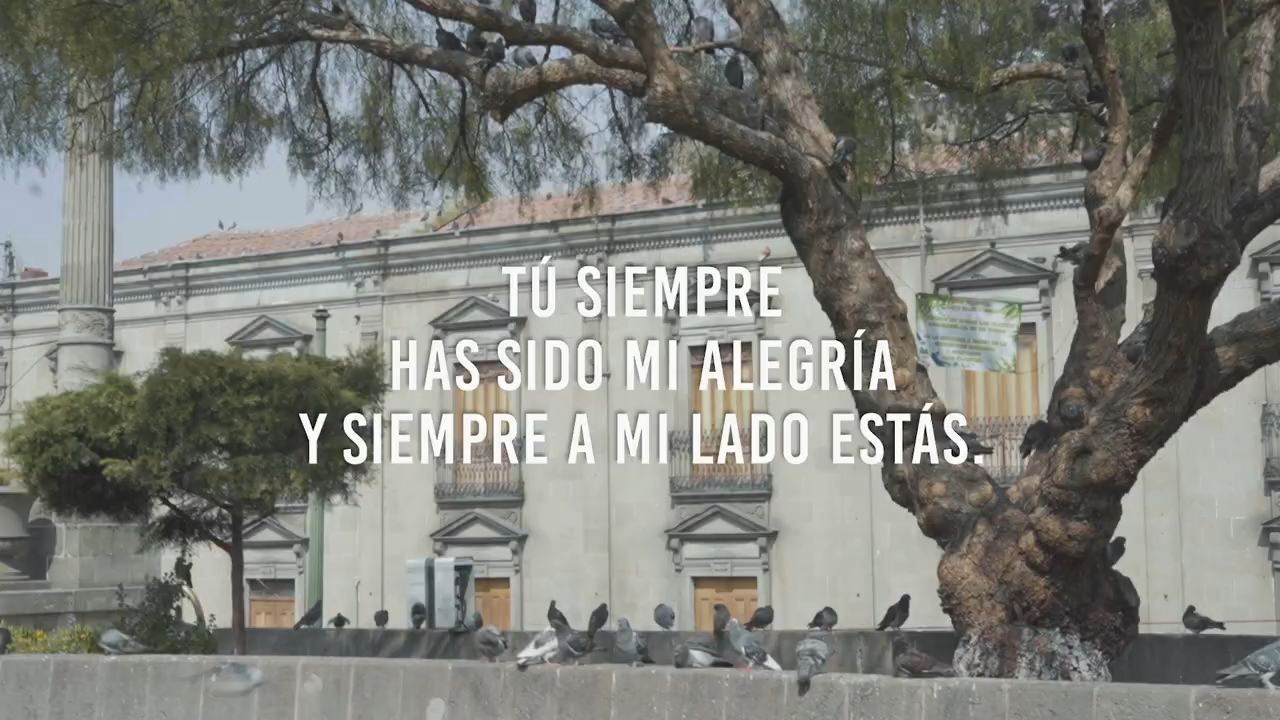 TÚ SIEMPRE
HAS SIDO MI ALEGRÍA
Y SIEMPRE A MI LADO ESTÁS.